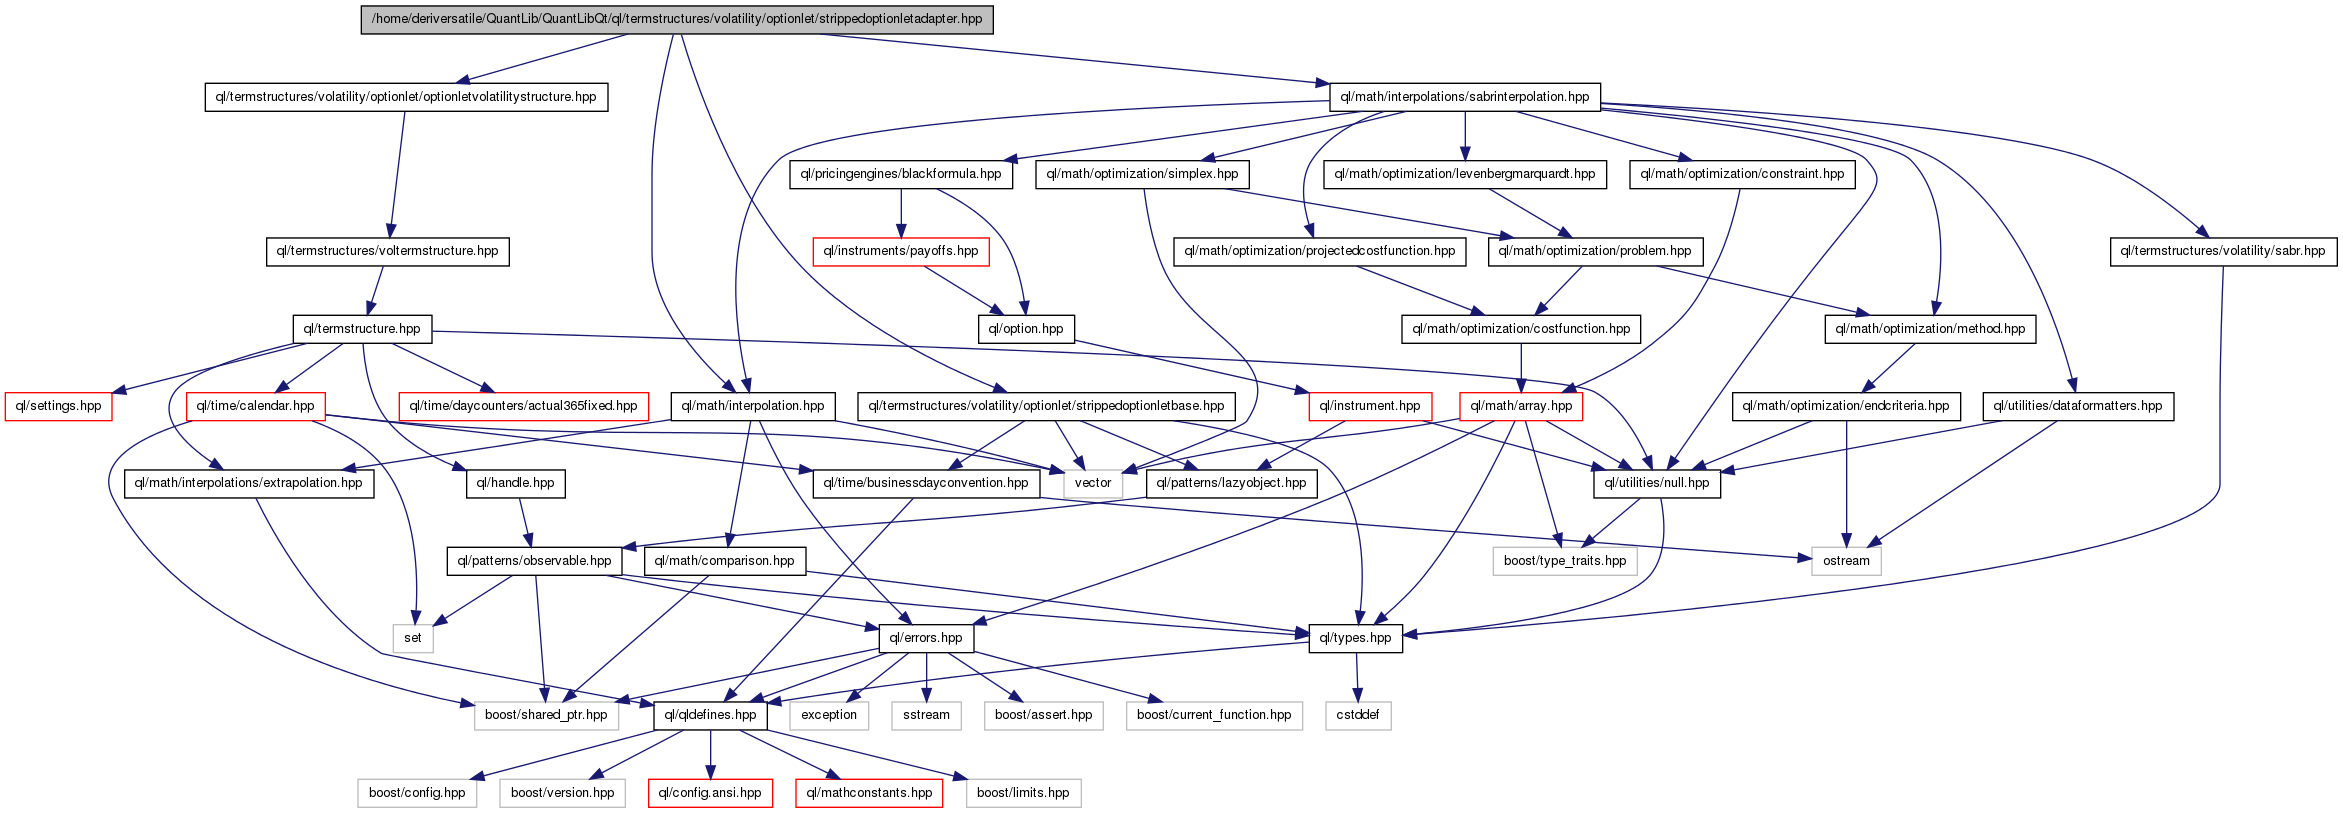 /home/deriversatile/QuantLib/QuantLibQt/ql/termstructures/volatility/optionlet/strippedoptionletadapter.hpp
ql/termstructures/volatility/optionlet/optionletvolatilitystructure.hpp
ql/math/interpolations/sabrinterpolation.hpp
ql/pricingengines/blackformula.hpp
ql/math/optimization/simplex.hpp
ql/math/optimization/levenbergmarquardt.hpp
ql/math/optimization/constraint.hpp
ql/termstructures/voltermstructure.hpp
ql/instruments/payoffs.hpp
ql/math/optimization/projectedcostfunction.hpp
ql/math/optimization/problem.hpp
ql/termstructures/volatility/sabr.hpp
ql/termstructure.hpp
ql/option.hpp
ql/math/optimization/costfunction.hpp
ql/math/optimization/method.hpp
ql/settings.hpp
ql/time/calendar.hpp
ql/time/daycounters/actual365fixed.hpp
ql/math/interpolation.hpp
ql/termstructures/volatility/optionlet/strippedoptionletbase.hpp
ql/instrument.hpp
ql/math/array.hpp
ql/math/optimization/endcriteria.hpp
ql/utilities/dataformatters.hpp
ql/math/interpolations/extrapolation.hpp
ql/handle.hpp
ql/time/businessdayconvention.hpp
vector
ql/patterns/lazyobject.hpp
ql/utilities/null.hpp
ql/patterns/observable.hpp
ql/math/comparison.hpp
boost/type_traits.hpp
ostream
set
ql/errors.hpp
ql/types.hpp
boost/shared_ptr.hpp
ql/qldefines.hpp
exception
sstream
boost/assert.hpp
boost/current_function.hpp
cstddef
boost/config.hpp
boost/version.hpp
ql/config.ansi.hpp
ql/mathconstants.hpp
boost/limits.hpp